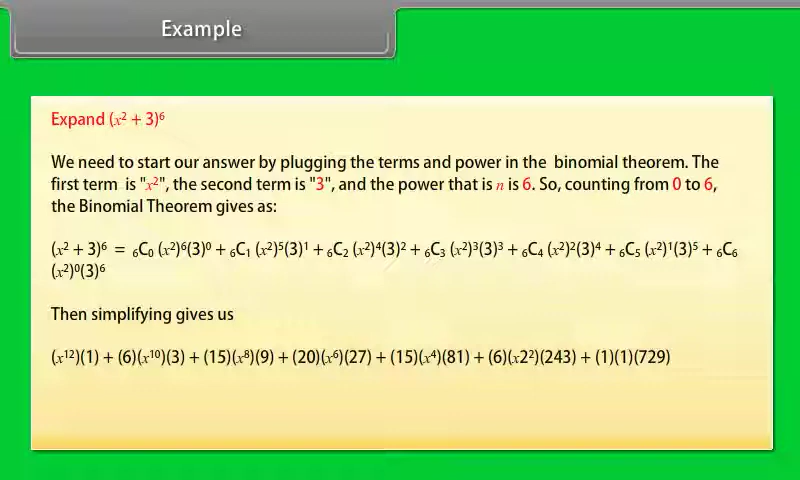 Example
Expand (x² + 3)⁶
We need to start our answer by plugging the terms and power in the binomial theorem. The
first term is "x²", the second term is "3", and the power that is n is 6. So, counting from 0 to 6,
the Binomial Theorem gives as:
(x² + 3)⁶ = ₆C₀ (x²)⁶(3)⁰ + ₆C₁ (x²)⁵(3)¹ + ₆C₂ (x²)⁴(3)² + ₆C₃ (x²)³(3)³ + ₆C₄ (x²)²(3)⁴ + ₆C₅ (x²)¹(3)⁵ + ₆C₆
(x²)⁰(3)⁶
Then simplifying gives us
(x¹²)(1) + (6)(x¹⁰)(3) + (15)(x⁸)(9) + (20)(x⁶)(27) + (15)(x⁴)(81) + (6)(x2²)(243) + (1)(1)(729)